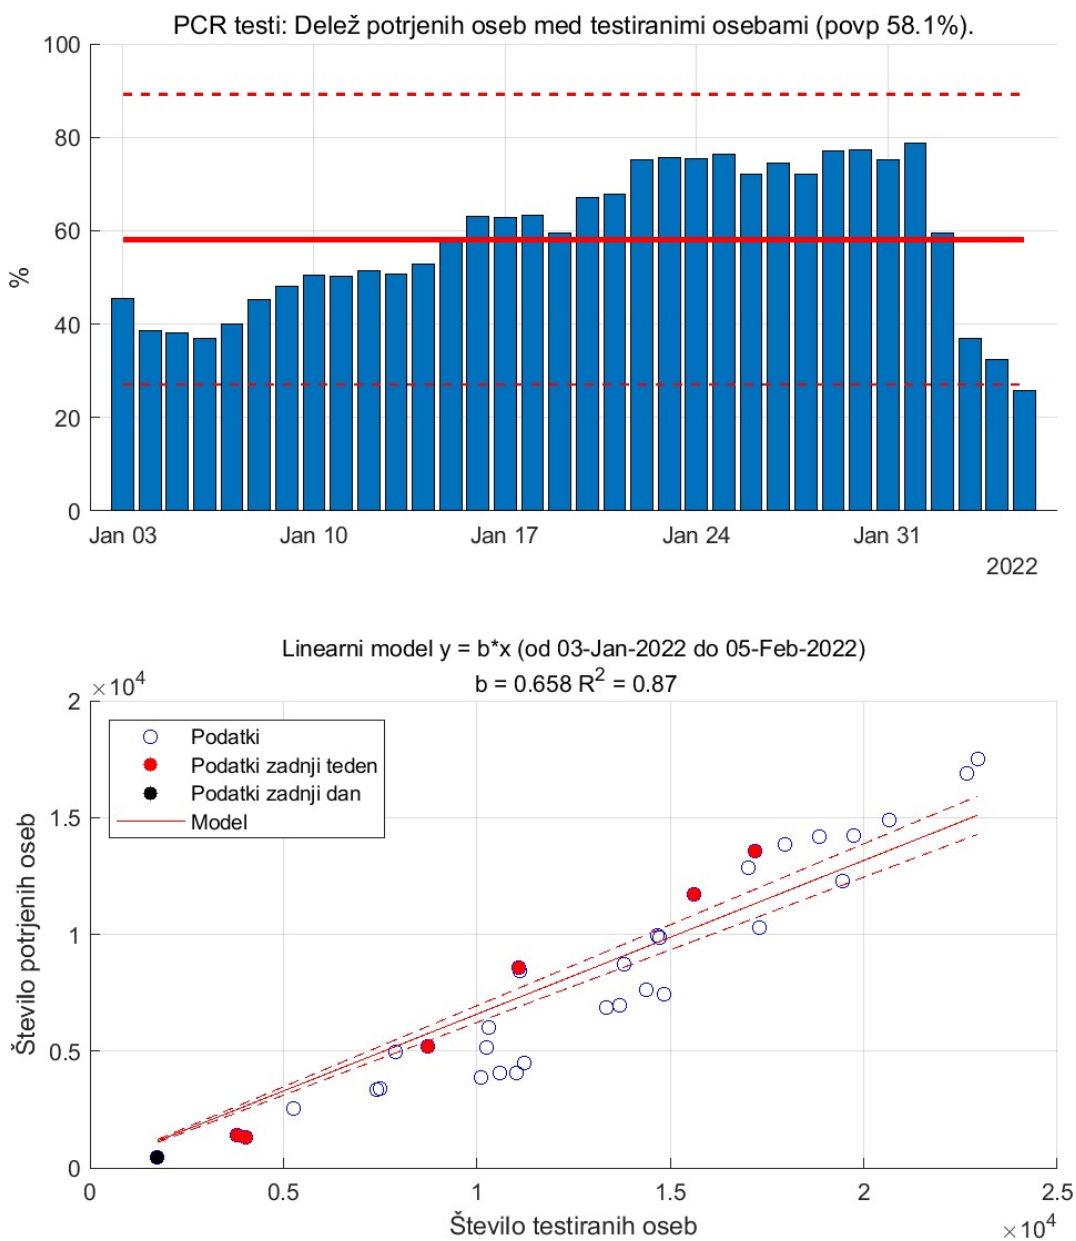 PCR testi: Delež potrjenih oseb med testiranimi osebami (povp 58.1%).
100
80
60
40
20
0
%
Jan 03 Jan 10 Jan 17 Jan 24 Jan 31
2022
Linearni model y = b*x (od 03-Jan-2022 do 05-Feb-2022)
b = 0.658 R² = 0.87
×10⁴
2
1.5
1
0.5
0
Število potrjenih oseb
Podatki
Podatki zadnji teden
Podatki zadnji dan
Model
0 0.5 1 1.5 2 2.5
Število testiranih oseb
×10⁴